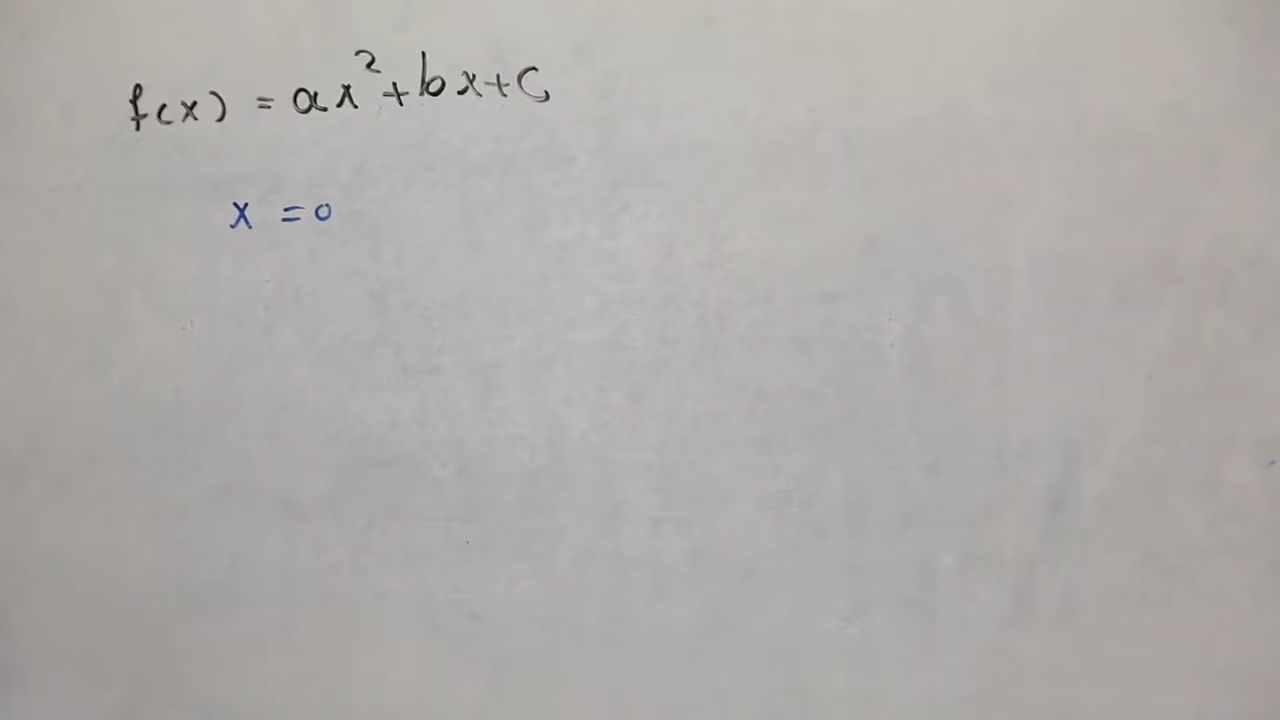 f(x) = ax²+bx+c
x = 0